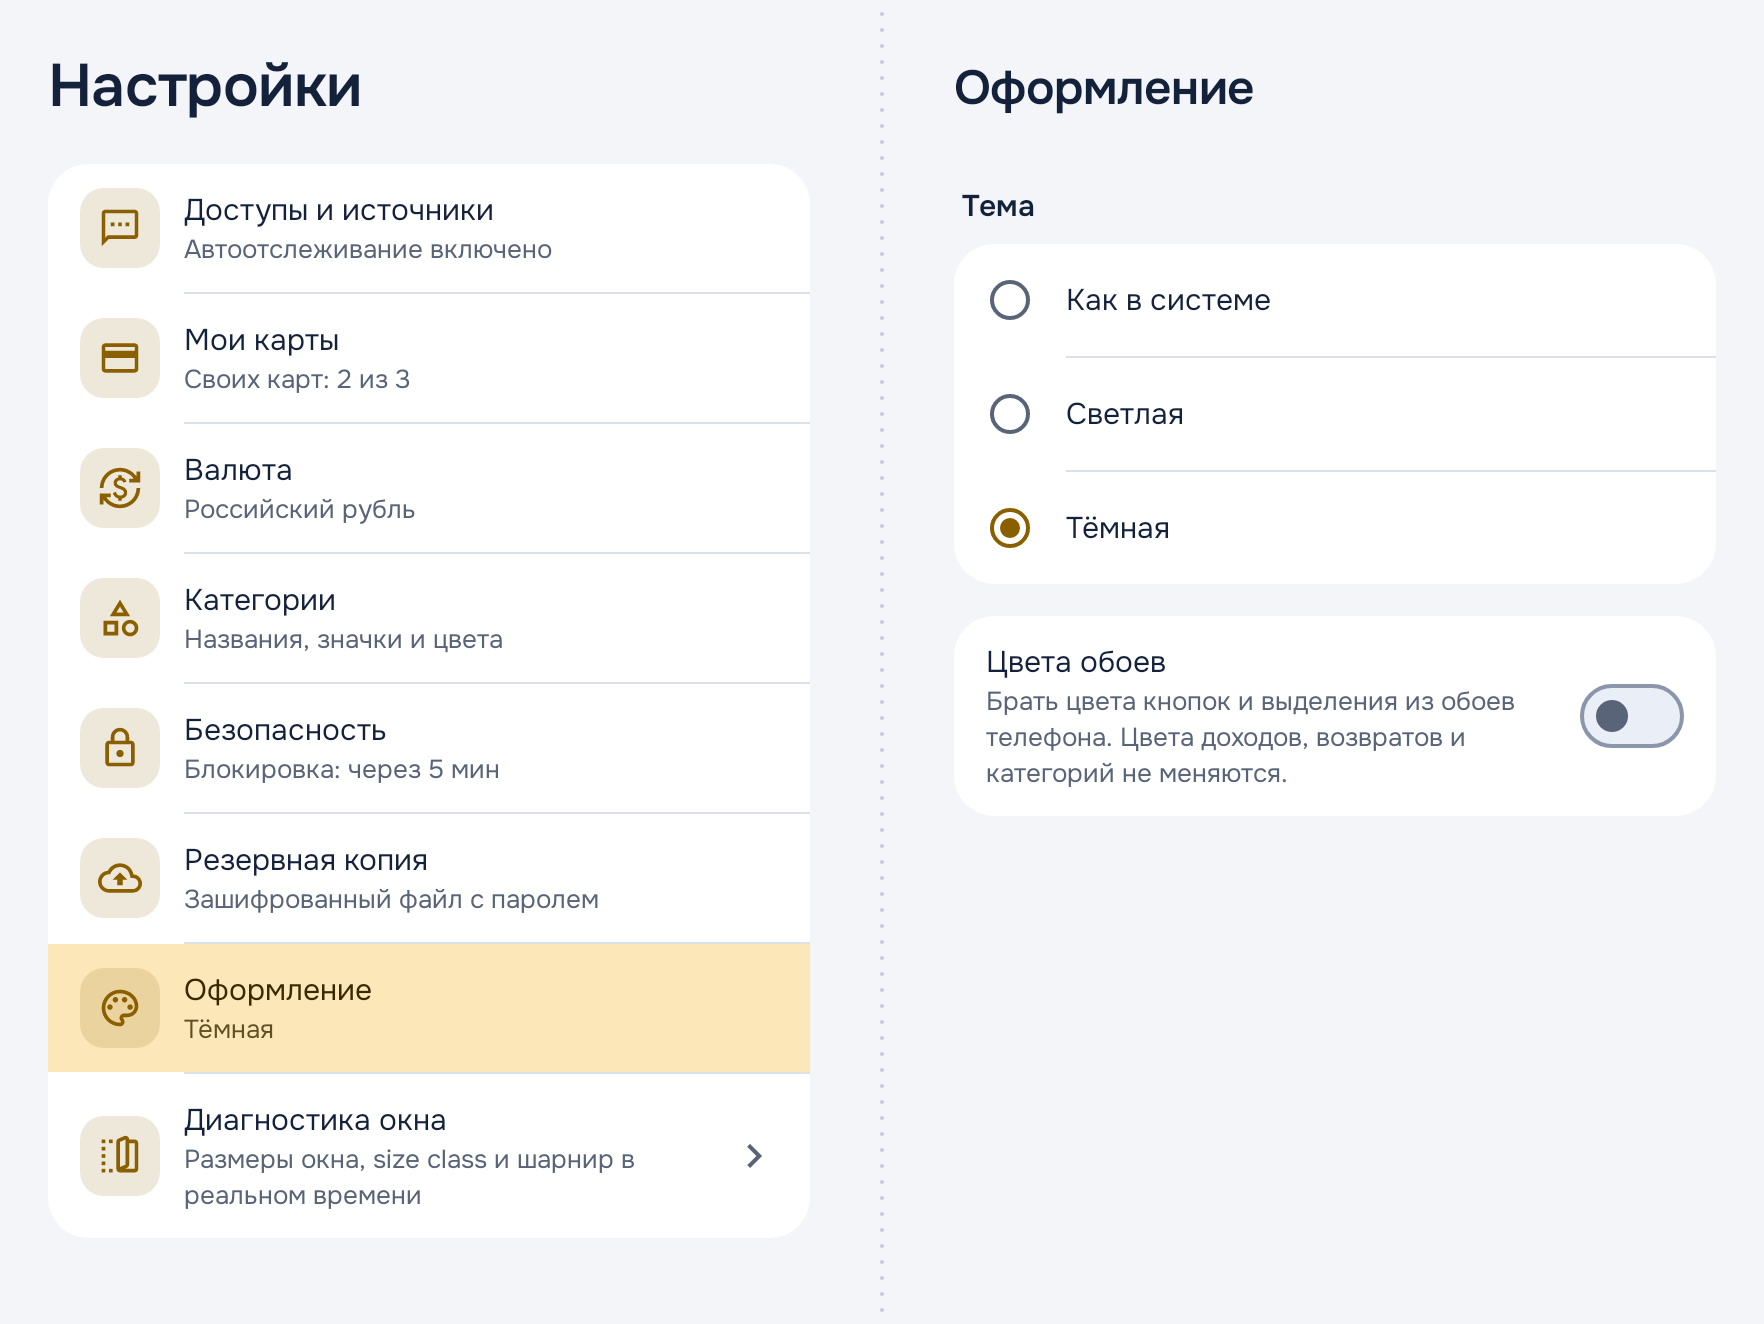 Настройки
Доступы и источники
Автоотслеживание включено
Мои карты
Своих карт: 2 из 3
Валюта
Российский рубль
Категории
Названия, значки и цвета
Безопасность
Блокировка: через 5 мин
Резервная копия
Зашифрованный файл с паролем
Оформление
Тёмная
Диагностика окна
Размеры окна, size class и шарнир в
реальном времени
Оформление
Тема
Как в системе
Светлая
Тёмная
Цвета обоев
Брать цвета кнопок и выделения из обоев
телефона. Цвета доходов, возвратов и
категорий не меняются.